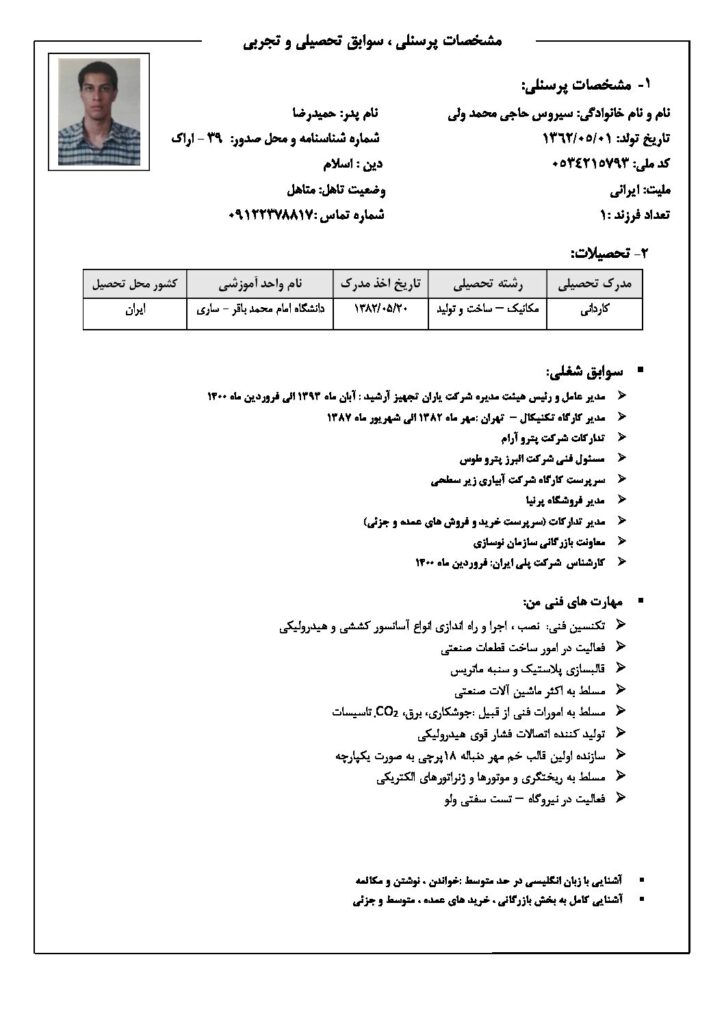 مشخصات پرسنلی ، سوابق تحصیلی و تجربی
۱- مشخصات پرسنلی:
نام و نام خانوادگی: سیروس حاجی محمد ولی نام پدر: حمیدرضا
تاریخ تولد: ۱۳۶۲/۰۵/۰۱ شماره شناسنامه و محل صدور: ۳۹ – اراک
کد ملی: ۰۵۳۴۲۱۵۷۹۳ دین : اسلام
ملیت: ایرانی وضعیت تاهل: متاهل
تعداد فرزند :۱ شماره تماس :۰۹۱۲۲۳۷۸۸۱۷
۲- تحصیلات:
مدرک تحصیلی رشته تحصیلی تاریخ اخذ مدرک نام واحد آموزشی کشور محل تحصیل
کاردانی مکانیک – ساخت و تولید ۱۳۸۲/۰۵/۲۰ دانشگاه امام محمد باقر – ساری ایران
سوابق شغلی:
مدیر عامل و رئیس هیئت مدیره شرکت یاران تجهیز آرشید : آبان ماه ۱۳۹۳ الی فروردین ماه ۱۴۰۰
مدیر کارگاه تکنیکال – تهران :مهر ماه ۱۳۸۲ الی شهریور ماه ۱۳۸۷
تدارکات شرکت پترو آرام
مسئول فنی شرکت البرز پترو طوس
سرپرست کارگاه شرکت آبیاری زیر سطحی
مدیر فروشگاه پرنیا
مدیر تدارکات (سرپرست خرید و فروش های عمده و جزئی)
معاونت بازرگانی سازمان نوسازی
کارشناس شرکت پلی ایران: فروردین ماه ۱۴۰۰
مهارت های فنی من:
تکنسین فنی: نصب ، اجرا و راه اندازی انواع آسانسور کششی و هیدرولیکی
فعالیت در امور ساخت قطعات صنعتی
قالبسازی پلاستیک و سنبه ماتریس
مسلط به اکثر ماشین آلات صنعتی
مسلط به امورات فنی از قبیل :جوشکاری، برق، CO₂، تاسیسات
تولید کننده اتصالات فشار قوی هیدرولیکی
سازنده اولین قالب خم مهر دنباله ۱۸پرچی به صورت یکپارچه
مسلط به ریختگری و موتورها و ژنراتورهای الکتریکی
فعالیت در نیروگاه – تست سفتی ولو
آشنایی با زبان انگلیسی در حد متوسط :خواندن ، نوشتن و مکالمه
آشنایی کامل به بخش بازرگانی ، خرید های عمده ، متوسط و جزئی